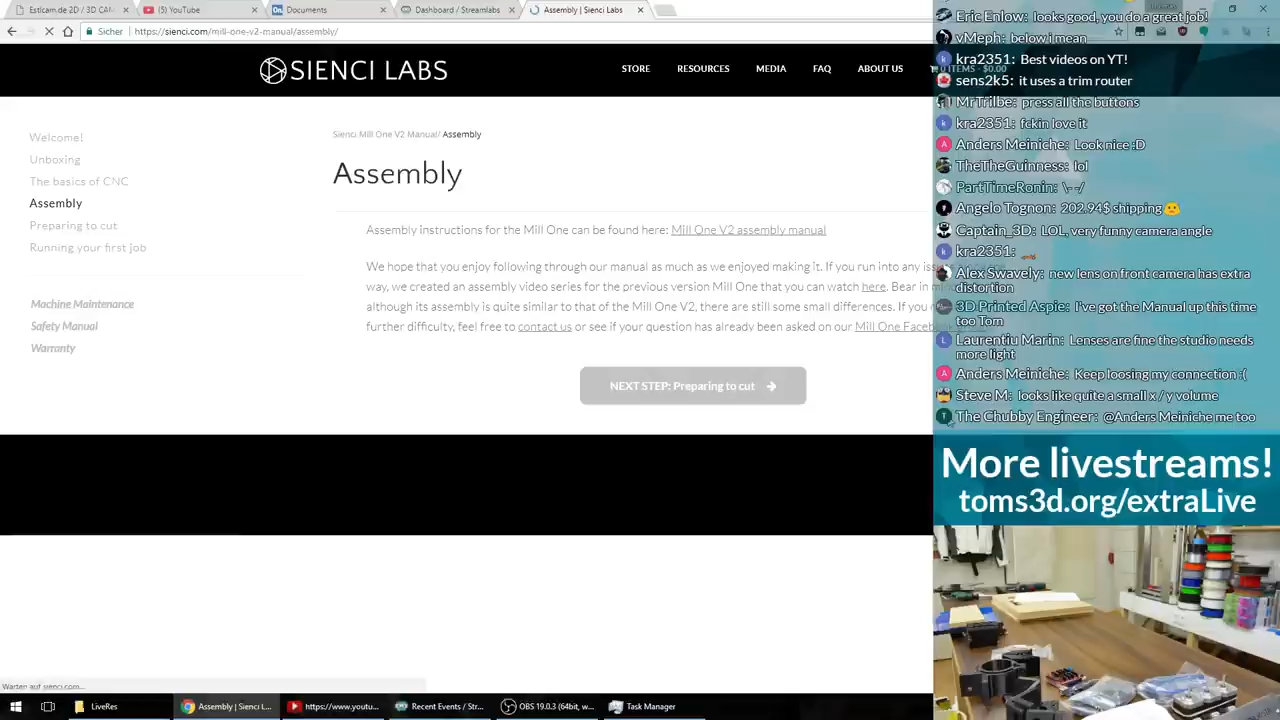 Estlcam.de 2D / 3D CAM
(5) YouTube
Documents
Dashboard / Streamlabs
Assembly | Sienci Labs
Sicher
https://sienci.com/mill-one-v2-manual/assembly/
SIENCI LABS
STORE
RESOURCES
MEDIA
FAQ
ABOUT US
0 ITEMS - $0.00
Welcome!
Unboxing
The basics of CNC
Assembly
Preparing to cut
Running your first job
Machine Maintenance
Safety Manual
Warranty
Sienci Mill One V2 Manual/ Assembly
Assembly
Assembly instructions for the Mill One can be found here: Mill One V2 assembly manual
We hope that you enjoy following through our manual as much as we enjoyed making it. If you run into any
way, we created an assembly video series for the previous version Mill One that you can watch here. Bear in
although its assembly is quite similar to that of the Mill One V2, there are still some small differences. If you
further difficulty, feel free to contact us or see if your question has already been asked on our Mill One
NEXT STEP: Preparing to cut
Eric Enlow: looks good, you do a great job!
vMeph: below i mean
kra2351: Best videos on YT!
sens2k5: it uses a trim router
MrTrilbe: press all the buttons
kra2351: fckin love it
Anders Meiniche: Look nice :D
TheTheGuinness: lol
PartTimeRonin: \- -/
Angelo Tognon: 202.94$ shipping🙁
Captain_3D: LOL, very funny camera angle
kra2351:
Alex Swavely: new lens on front camera has extra
distortion
3D Printed Aspie: I've got the Manual up this time
too Tom
Laurentiu Marin: Lenses are fine the studio needs
more light
Anders Meiniche: Keep loosing my connection :(
Steve M: looks like quite a small x / y volume
The Chubby Engineer: @Anders Meiniche me too
More livestreams!
toms3d.org/extraLive
Warten auf sienci.com...
LiveRes
Assembly | Sienci L...
https://www.youtu...
Recent Events / Str...
OBS 19.0.3 (64bit, w...
Task Manager